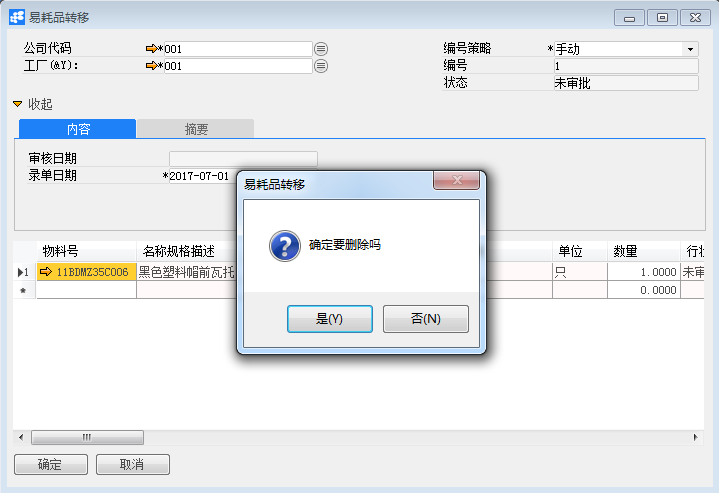 易耗品转移
公司代码 *001 编号策略 *手动
工厂(&Y): *001 编号 1
状态 未审批
收起
内容 摘要
审核日期
录单日期 *2017-07-01
易耗品转移
确定要删除吗
是(Y) 否(N)
物料号 名称规格描述 单位 数量 行状
1 11BDMZ35C006 黑色塑料帽前瓦托 只 1.0000 未审
* 0.0000
确定 取消